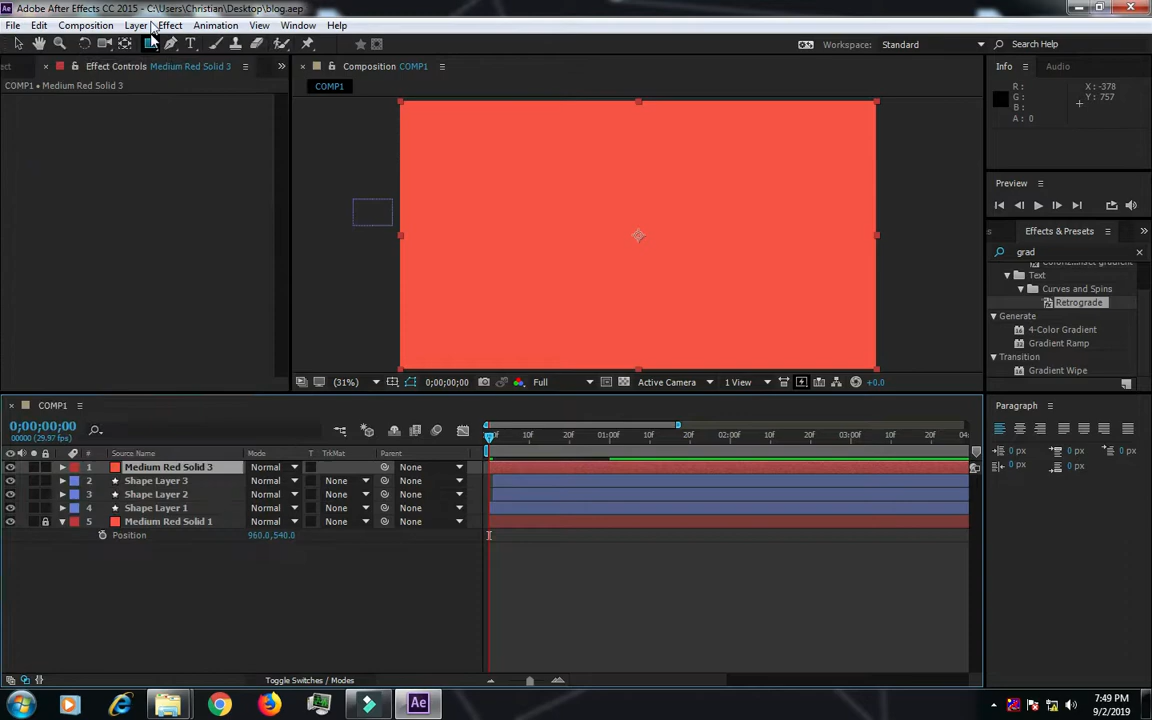 Adobe After Effects CC 2015 - C:\Users\Christian\Desktop\blog.aep
File Edit Composition Layer Effect Animation View Window Help
Workspace: Standard Search Help
Effect Controls Medium Red Solid 3
Composition COMP1
Info Audio
COMP1 • Medium Red Solid 3
COMP1
R :
G :
B :
A : 0
X : -378
Y : 757
Preview
Effects & Presets
grad
Text
Curves and Spins
Retrograde
Generate
4-Color Gradient
Gradient Ramp
Transition
Gradient Wipe
(31%) 0;00;00;00 Full Active Camera 1 View +0.0
COMP1
Paragraph
0;00;00;00
00000 (29.97 fps)
10f 20f 01:00f 10f 20f 02:00f 10f 20f 03:00f 10f 20f 04:
# Source Name Mode T TrkMat Parent
1 Medium Red Solid 3 Normal None
2 Shape Layer 3 Normal None None
3 Shape Layer 2 Normal None None
4 Shape Layer 1 Normal None None
5 Medium Red Solid 1 Normal None None
Position 960.0,540.0
0 px 0 px 0 px
0 px 0 px
Toggle Switches / Modes
7:49 PM
9/2/2019